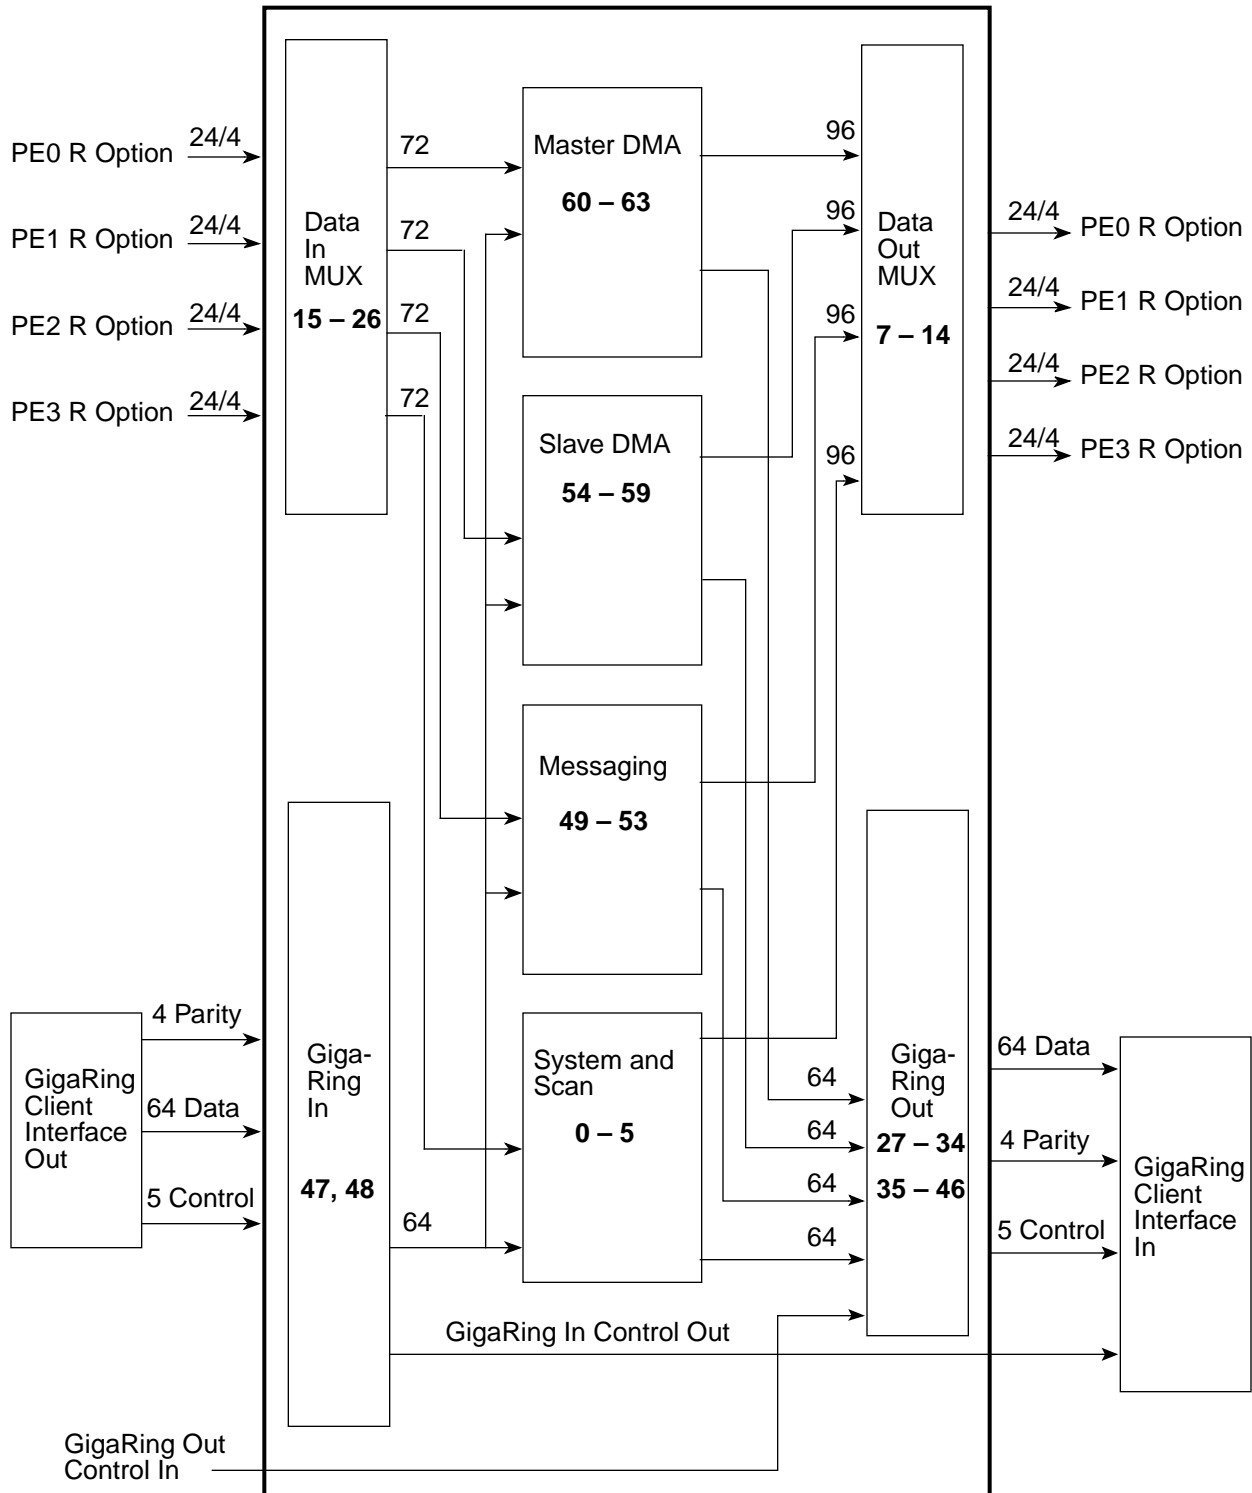 PE0 R Option
24/4
PE1 R Option
24/4
PE2 R Option
24/4
PE3 R Option
24/4
Data
In
MUX
15 – 26
72
72
72
72
Master DMA
60 – 63
Slave DMA
54 – 59
Messaging
49 – 53
System and
Scan
0 – 5
96
96
96
96
Data
Out
MUX
7 – 14
24/4
PE0 R Option
24/4
PE1 R Option
24/4
PE2 R Option
24/4
PE3 R Option
GigaRing
Client
Interface
Out
4 Parity
64 Data
5 Control
Giga-
Ring
In
47, 48
64
64
64
64
64
Giga-
Ring
Out
27 – 34
35 – 46
64 Data
4 Parity
5 Control
GigaRing
Client
Interface
In
GigaRing In Control Out
GigaRing Out
Control In